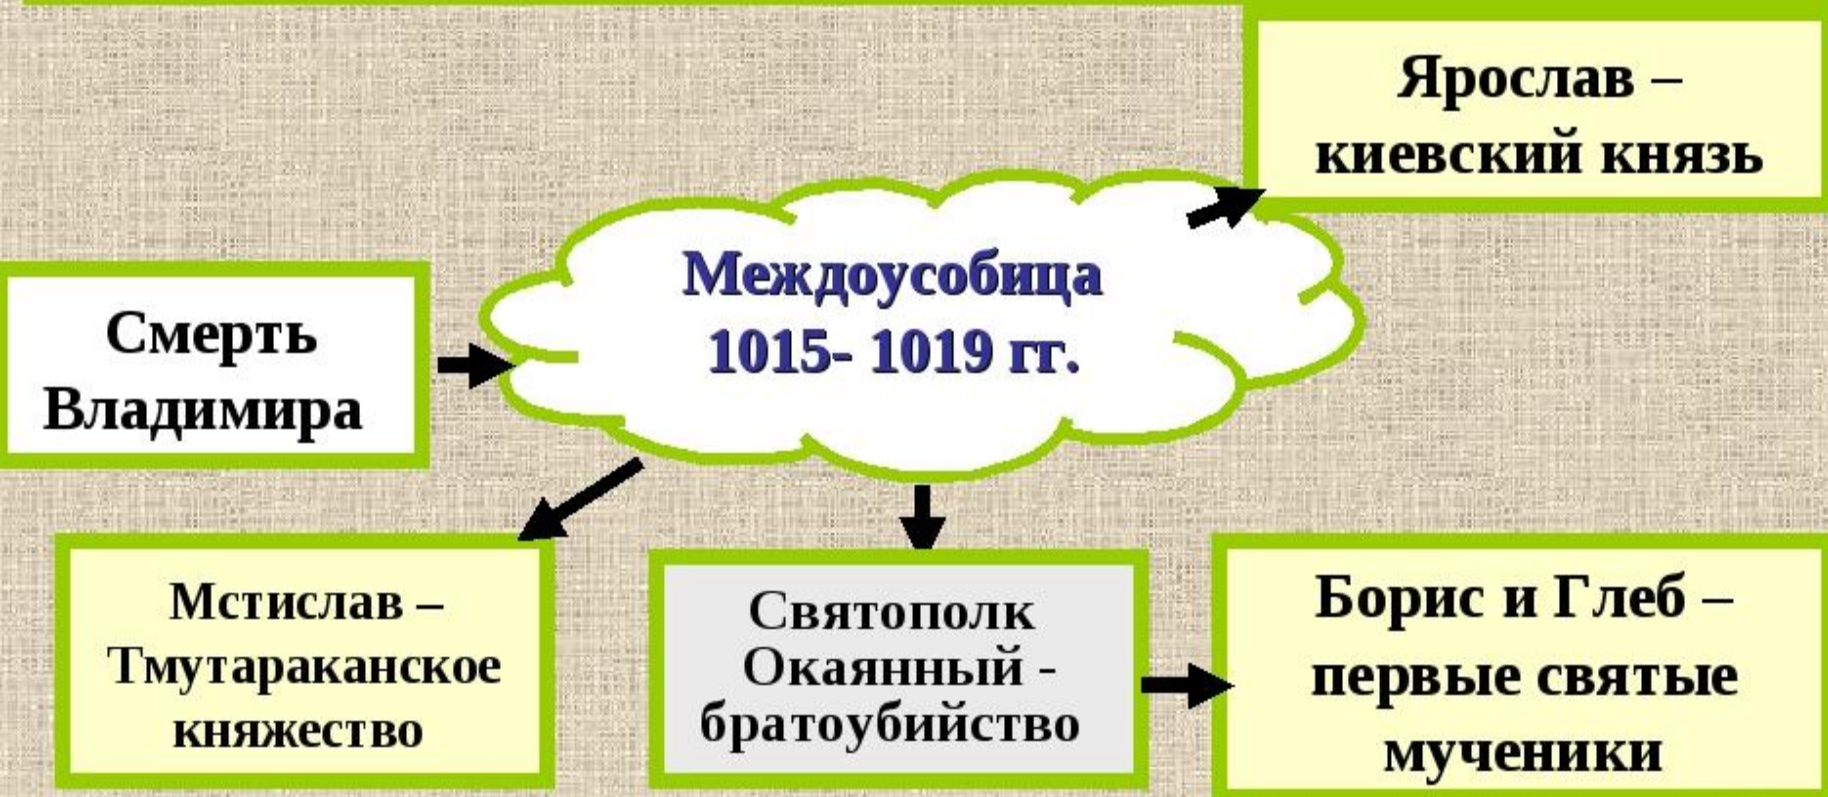 Ярослав –
киевский князь
Междоусобица
1015- 1019 гг.
Смерть
Владимира
Мстислав –
Тмутараканское
княжество
Святополк
Окаянный -
братоубийство
Борис и Глеб –
первые святые
мученики